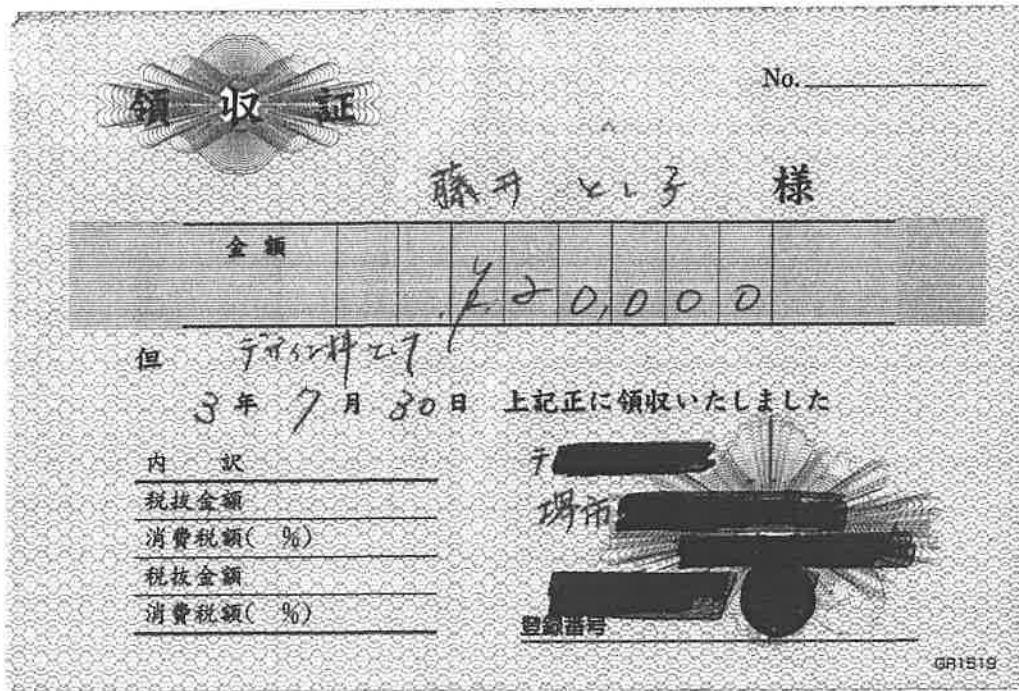 領収証
No.
藤井 とし子 様
金額 ¥20,000
但 デザイン料として
3年 7月 30日 上記正に領収いたしました
内訳
税抜金額
消費税額( %)
税抜金額
消費税額( %)
〒
堺市
登録番号
GR1519